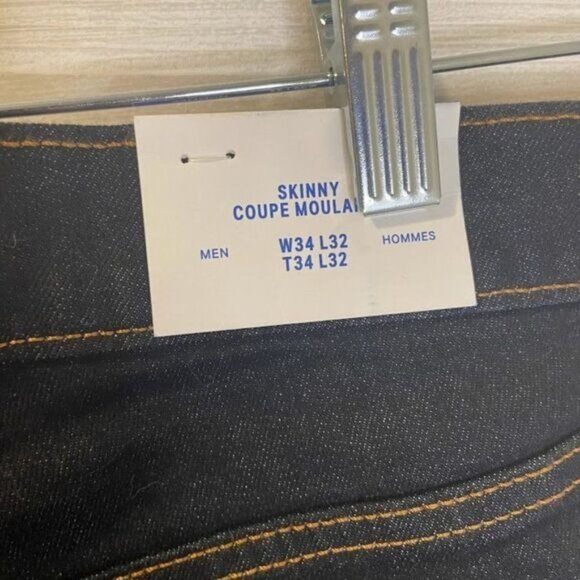 SKINNY
COUPE
MEN
W34 L32
HOMMES
T34 L32